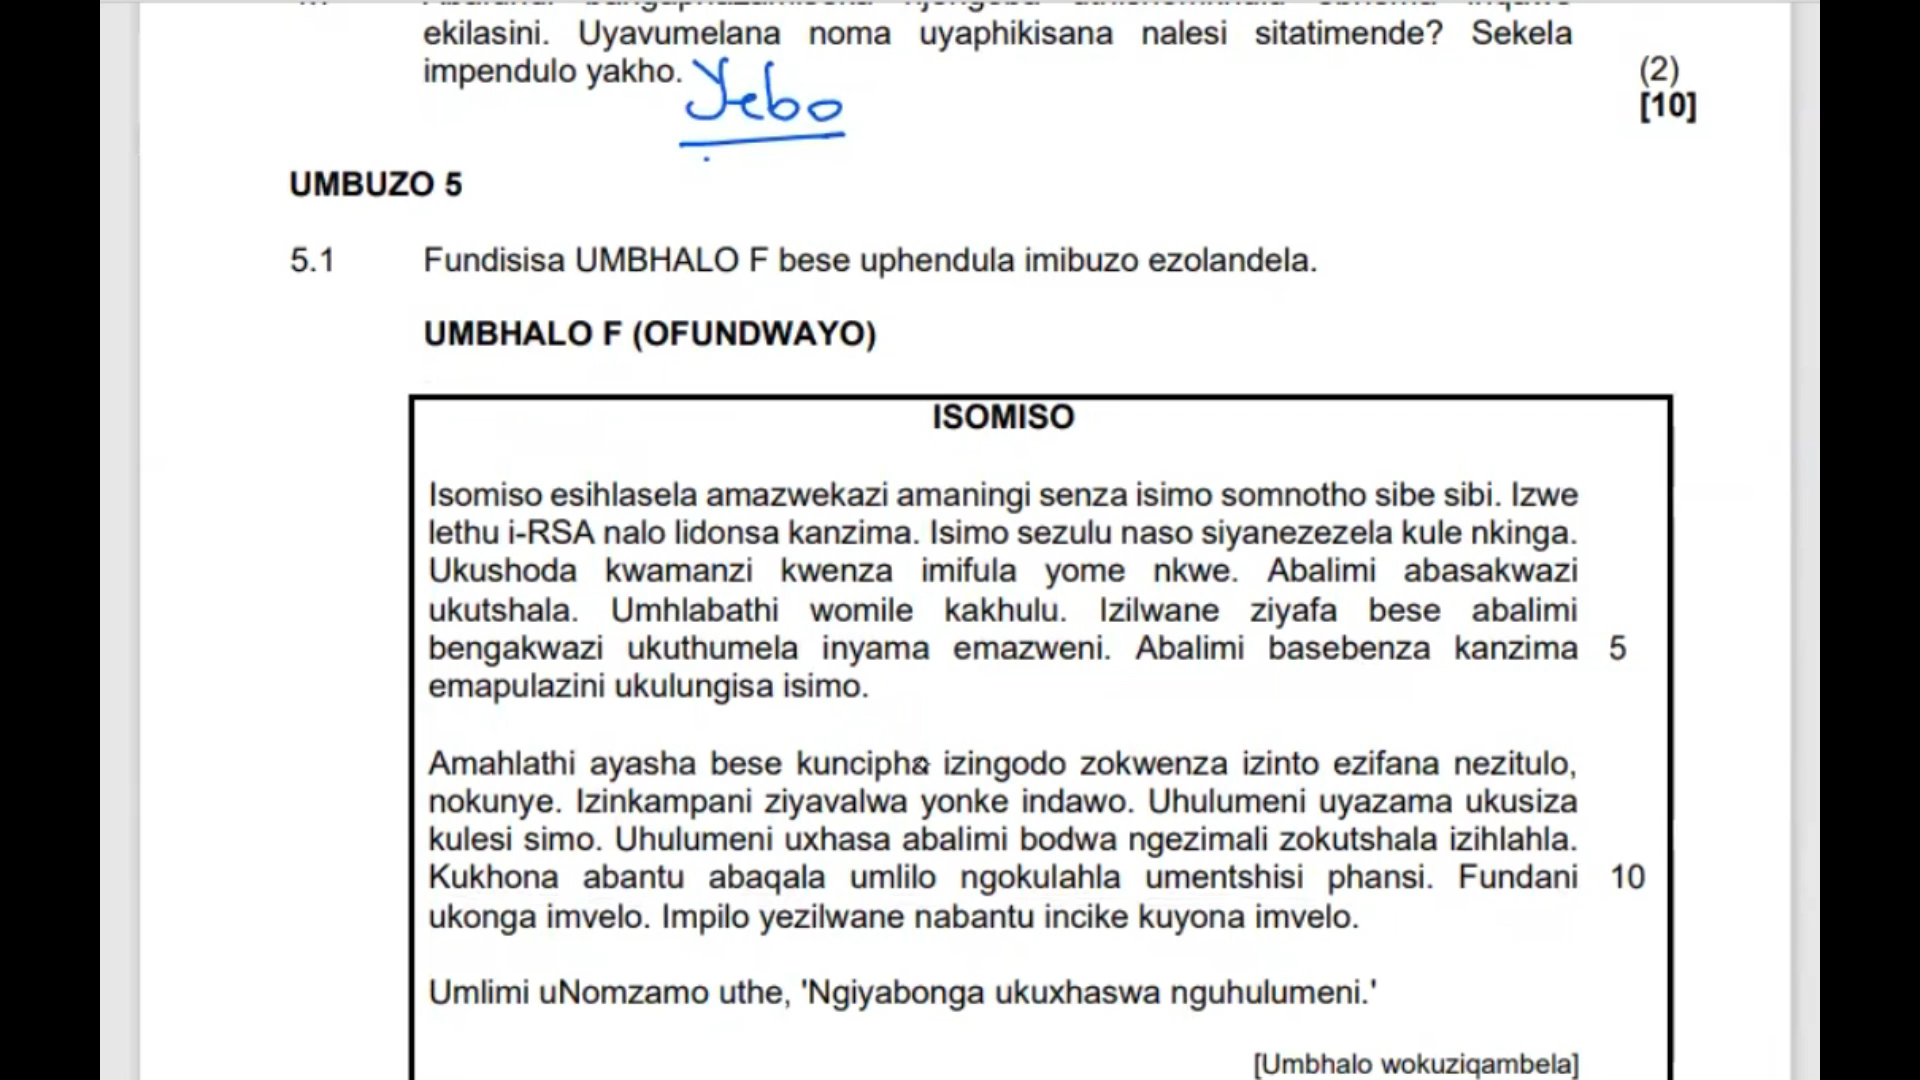 ekilasini. Uyavumelana noma uyaphikisana nalesi sitatimende? Sekela
impendulo yakho. Yebo
(2)
[10]
UMBUZO 5
5.1 Fundisisa UMBHALO F bese uphendula imibuzo ezolandela.
UMBHALO F (OFUNDWAYO)
ISOMISO
Isomiso esihlasela amazwekazi amaningi senza isimo somnotho sibe sibi. Izwe
lethu i-RSA nalo lidonsa kanzima. Isimo sezulu naso siyanezezela kule nkinga.
Ukushoda kwamanzi kwenza imifula yome nkwe. Abalimi abasakwazi
ukutshala. Umhlabathi womile kakhulu. Izilwane ziyafa bese abalimi
bengakwazi ukuthumela inyama emazweni. Abalimi basebenza kanzima 5
emapulazini ukulungisa isimo.
Amahlathi ayasha bese kuncipha izingodo zokwenza izinto ezifana nezitulo,
nokunye. Izinkampani ziyavalwa yonke indawo. Uhulumeni uyazama ukusiza
kulesi simo. Uhulumeni uxhasa abalimi bodwa ngezimali zokutshala izihlahla.
Kukhona abantu abaqala umlilo ngokulahla umentshisi phansi. Fundani 10
ukonga imvelo. Impilo yezilwane nabantu incike kuyona imvelo.
Umlimi uNomzamo uthe, 'Ngiyabonga ukuxhaswa nguhulumeni.'
[Umbhalo wokuziqambela]